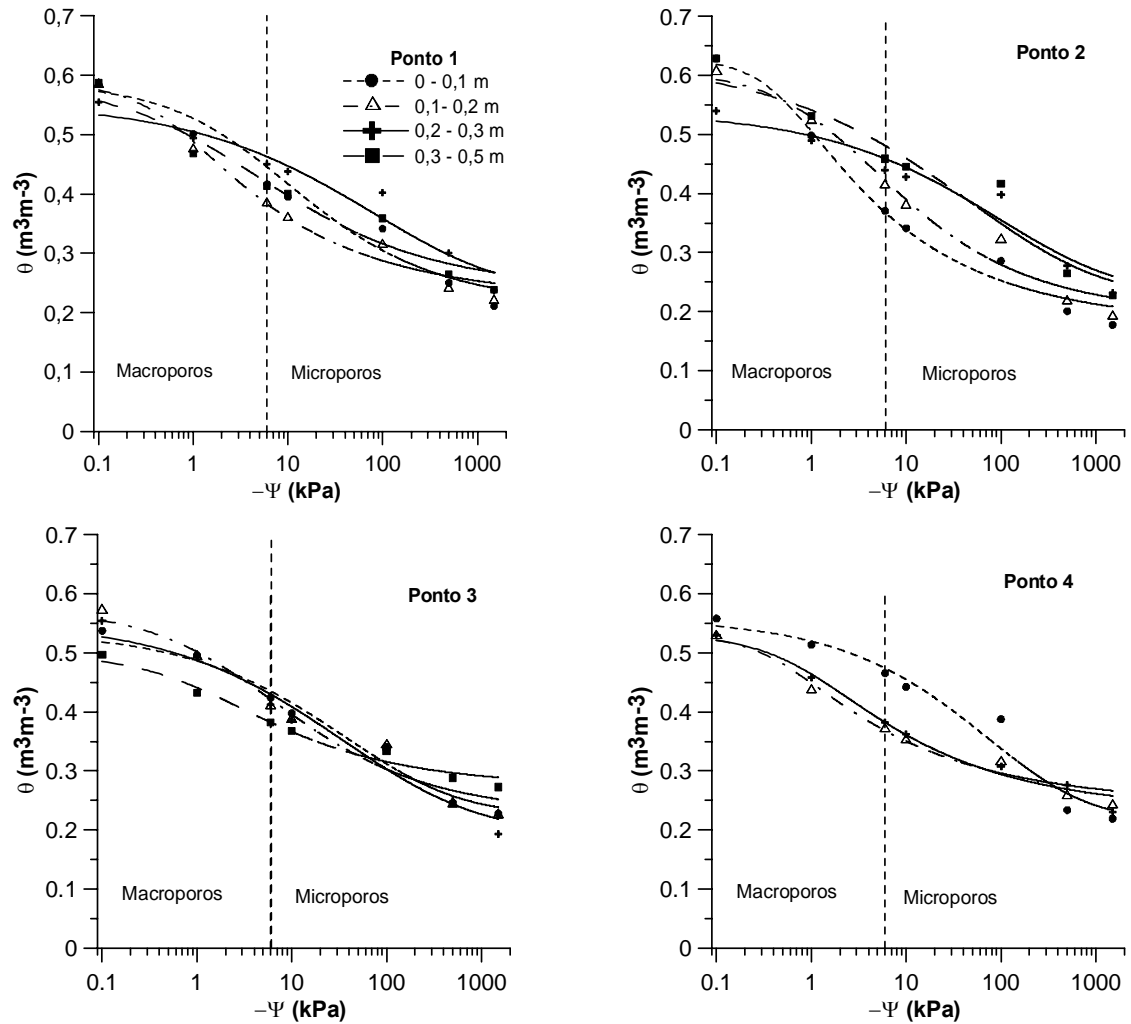 0,7
0,6
0,5
0,4
0,3
0,2
0,1
0
θ (m³m-3)
Ponto 1
0 - 0,1 m
0,1- 0,2 m
0,2 - 0,3 m
0,3 - 0,5 m
Macroporos
Microporos
0.1 1 10 100 1000
−Ψ (kPa)
0.7
0.6
0.5
0.4
0.3
0.2
0.1
0
θ (m³m-3)
Ponto 2
Macroporos
Microporos
0.1 1 10 100 1000
−Ψ (kPa)
0.7
0.6
0.5
0.4
0.3
0.2
0.1
0
θ (m³m-3)
Ponto 3
Macroporos
Microporos
0.1 1 10 100 1000
−Ψ (kPa)
0.7
0.6
0.5
0.4
0.3
0.2
0.1
0
θ (m³m-3)
Ponto 4
Macroporos
Microporos
0.1 1 10 100 1000
−Ψ (kPa)